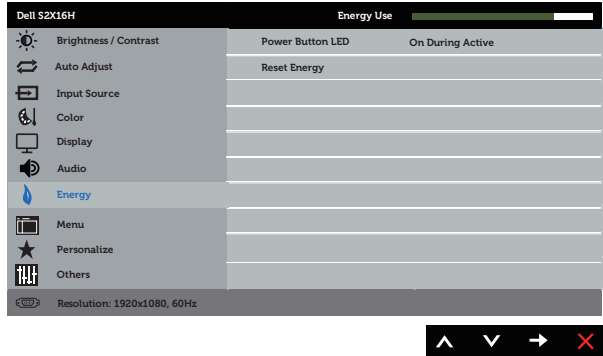 Dell S2X16H Energy Use
Brightness / Contrast Power Button LED On During Active
Auto Adjust Reset Energy
Input Source
Color
Display
Audio
Energy
Menu
Personalize
Others
Resolution: 1920x1080, 60Hz